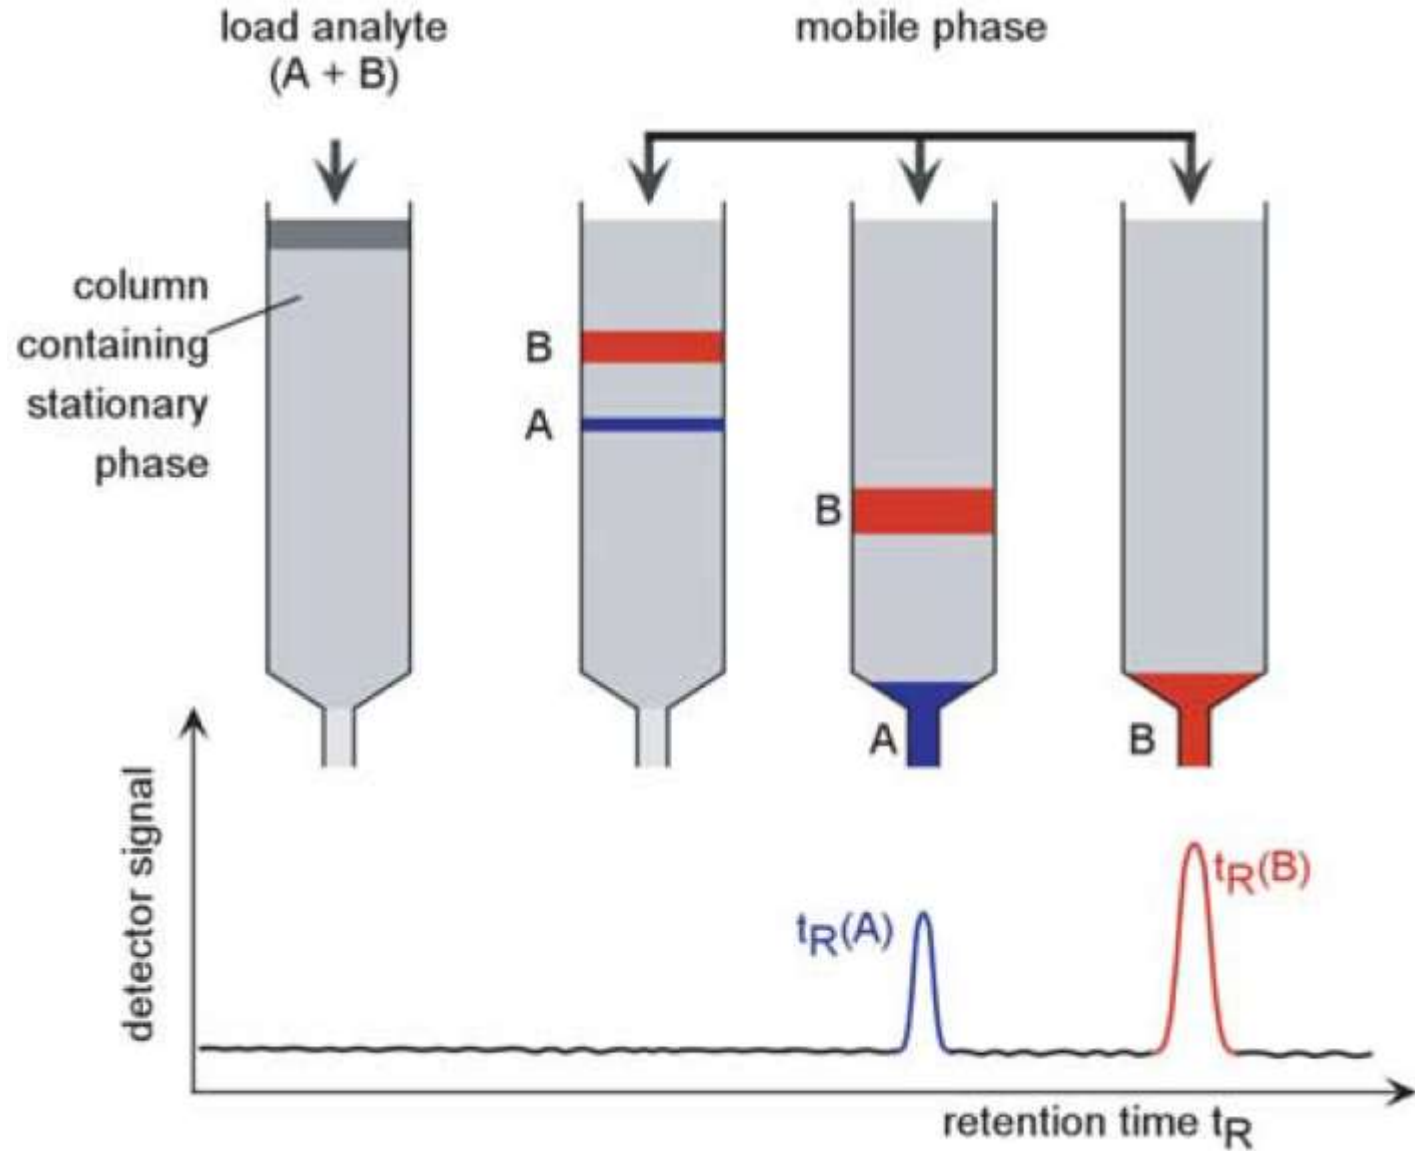 load analyte
(A + B)
mobile phase
column
containing
stationary
phase
B
A
B
A
B
detector signal
tR(A)
tR(B)
retention time tR